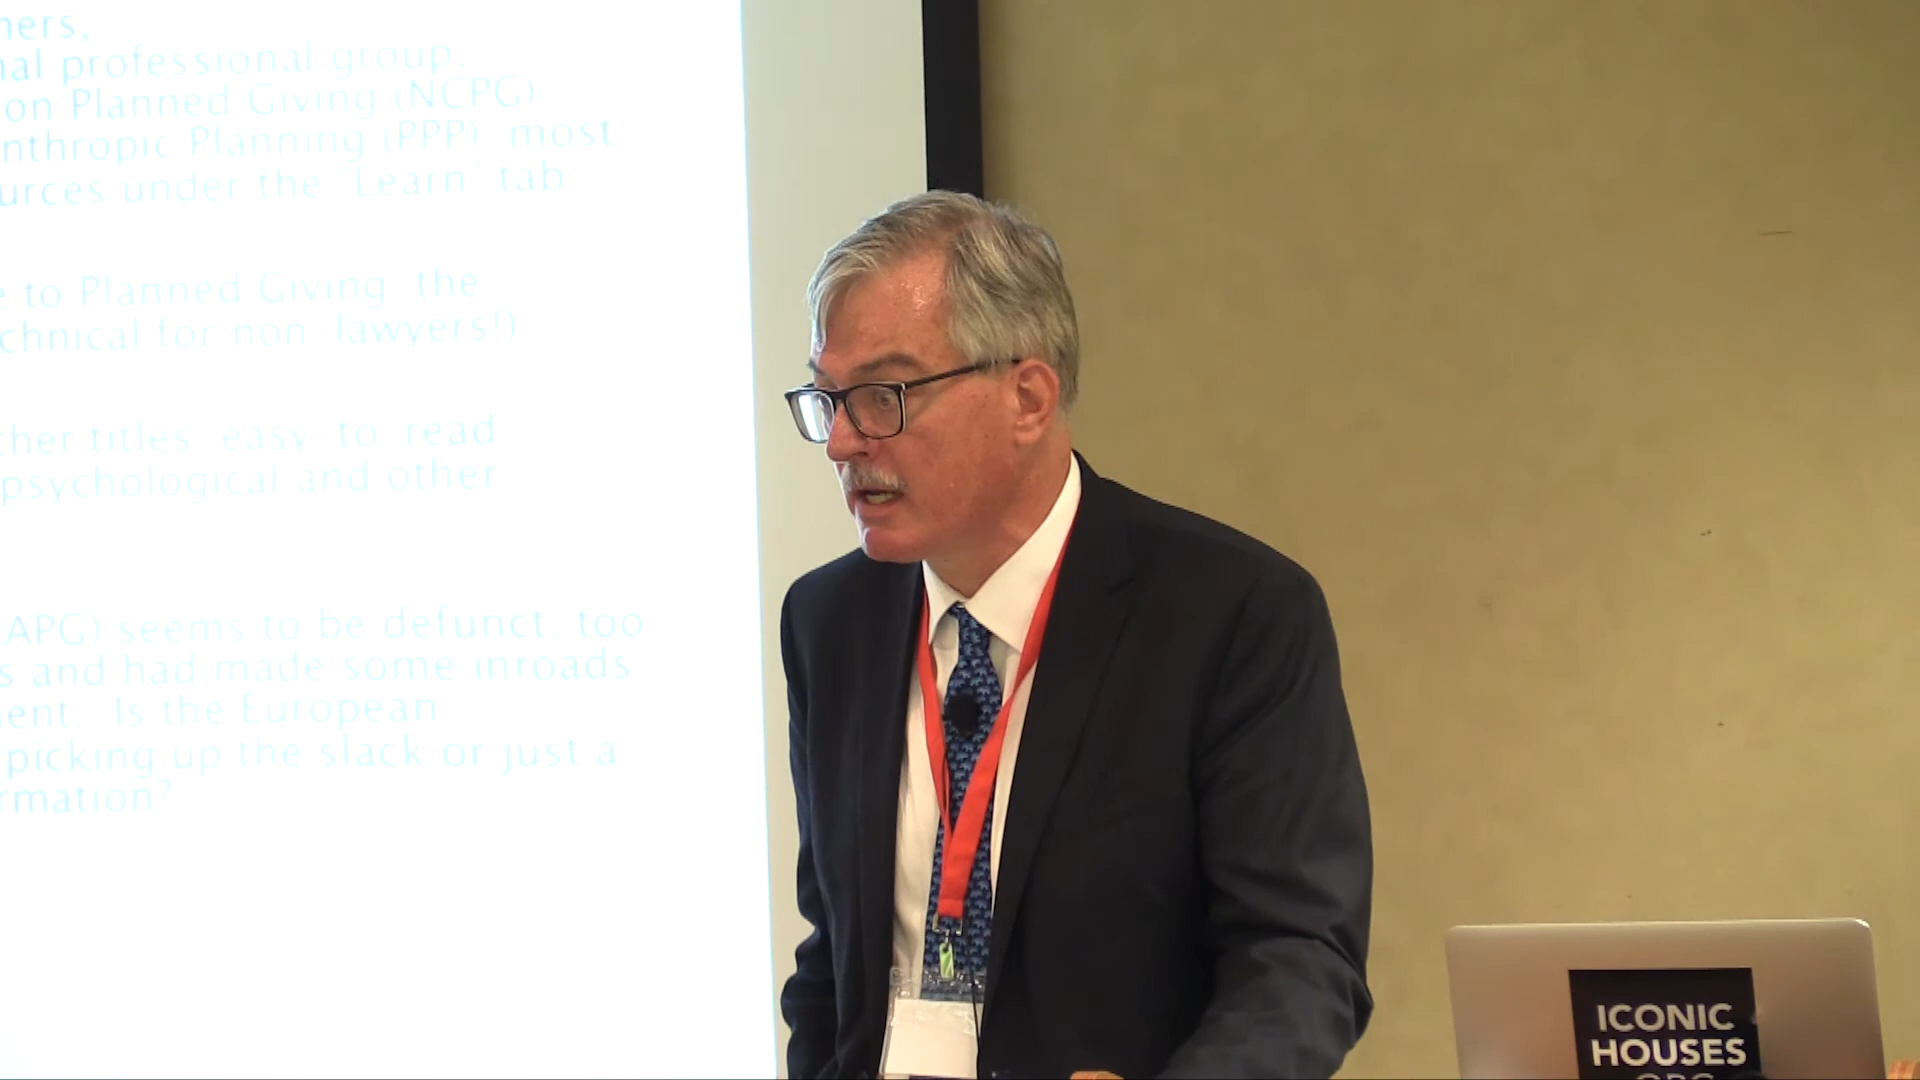 ners,
nal professional group,
on Planned Giving (NCPG)
nthropic Planning (PPP) most
urces under the "Learn" tab
e to Planned Giving the
chnical for non-lawyers!)
ther titles easy to read
psychological and other
APG) seems to be defunct, too
s and had made some inroads
ent. Is the European
picking up the slack or just a
rmation?
ICONIC
HOUSES
.ORG